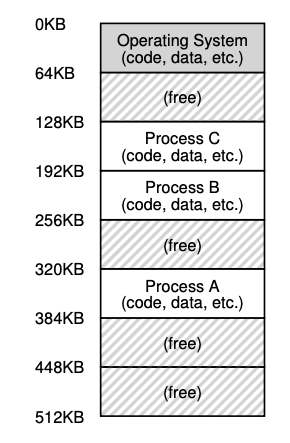 0KB
Operating System
(code, data, etc.)
64KB
(free)
128KB
Process C
(code, data, etc.)
192KB
Process B
(code, data, etc.)
256KB
(free)
320KB
Process A
(code, data, etc.)
384KB
(free)
448KB
(free)
512KB